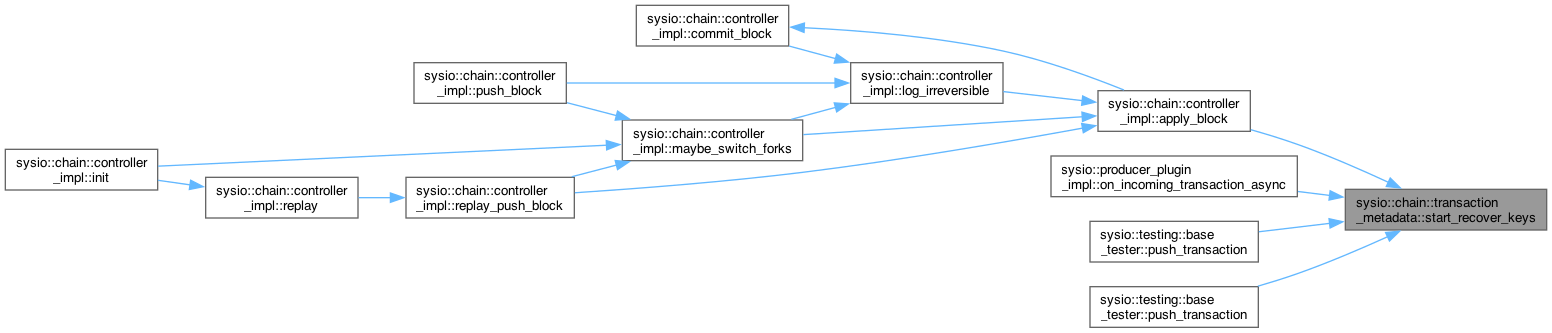 sysio::chain::controller
_impl::commit_block
sysio::chain::controller
_impl::push_block
sysio::chain::controller
_impl::log_irreversible
sysio::chain::controller
_impl::apply_block
sysio::chain::controller
_impl::maybe_switch_forks
sysio::chain::controller
_impl::init
sysio::chain::controller
_impl::replay
sysio::chain::controller
_impl::replay_push_block
sysio::producer_plugin
_impl::on_incoming_transaction_async
sysio::chain::transaction
_metadata::start_recover_keys
sysio::testing::base
_tester::push_transaction
sysio::testing::base
_tester::push_transaction